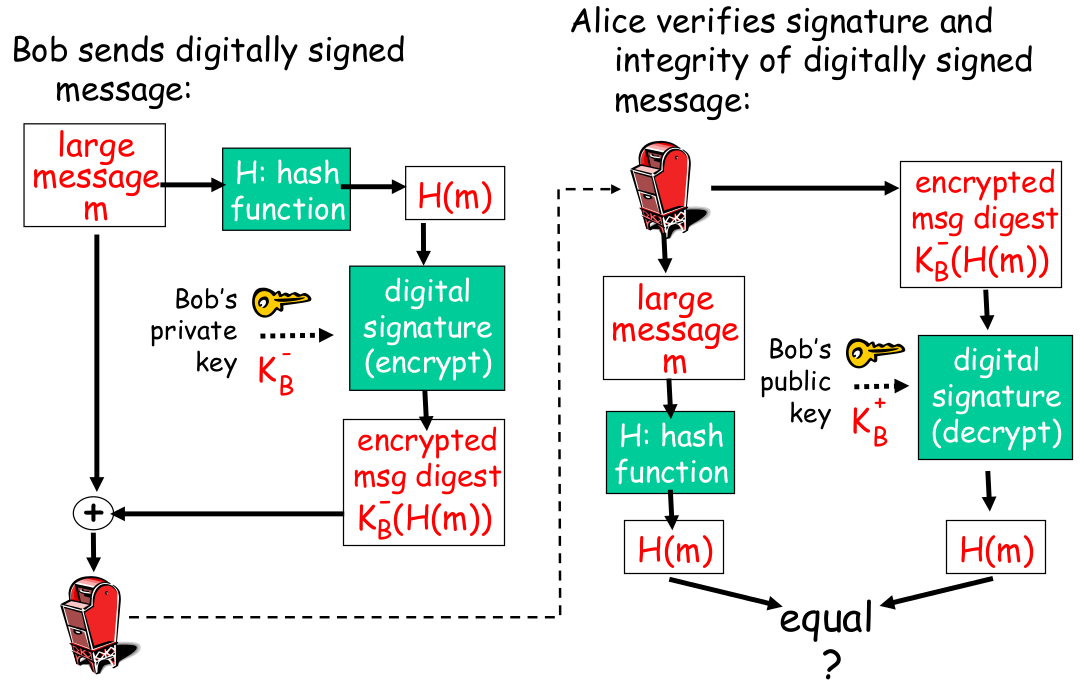 Bob sends digitally signed
message:
large
message
m
H: hash
function
H(m)
Bob's
private
key
K_B^-
digital
signature
(encrypt)
encrypted
msg digest
K_B^-(H(m))
+
Alice verifies signature and
integrity of digitally signed
message:
encrypted
msg digest
K_B^-(H(m))
large
message
m
Bob's
public
key
K_B^+
digital
signature
(decrypt)
H: hash
function
H(m)
H(m)
equal
?